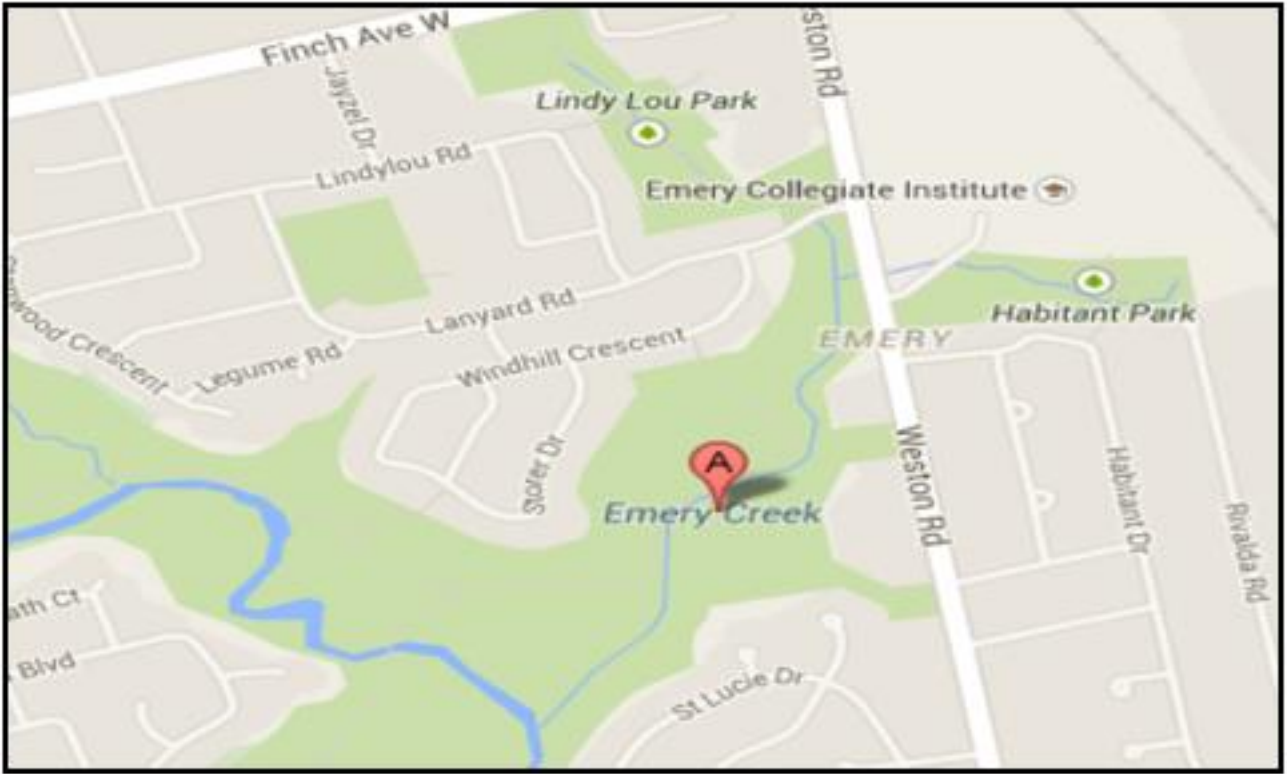 Finch Ave W
Jayzel Dr
Lindylou Rd
Lindy Lou Park
ston Rd
Emery Collegiate Institute
Habitant Park
EMERY
Lanyard Rd
Legume Rd
Windhill Crescent
Crescent
Storer Dr
A
Emery Creek
Weston Rd
Habitant Dr
Rivalda Rd
ath Ct
Blvd
St Lucie Dr